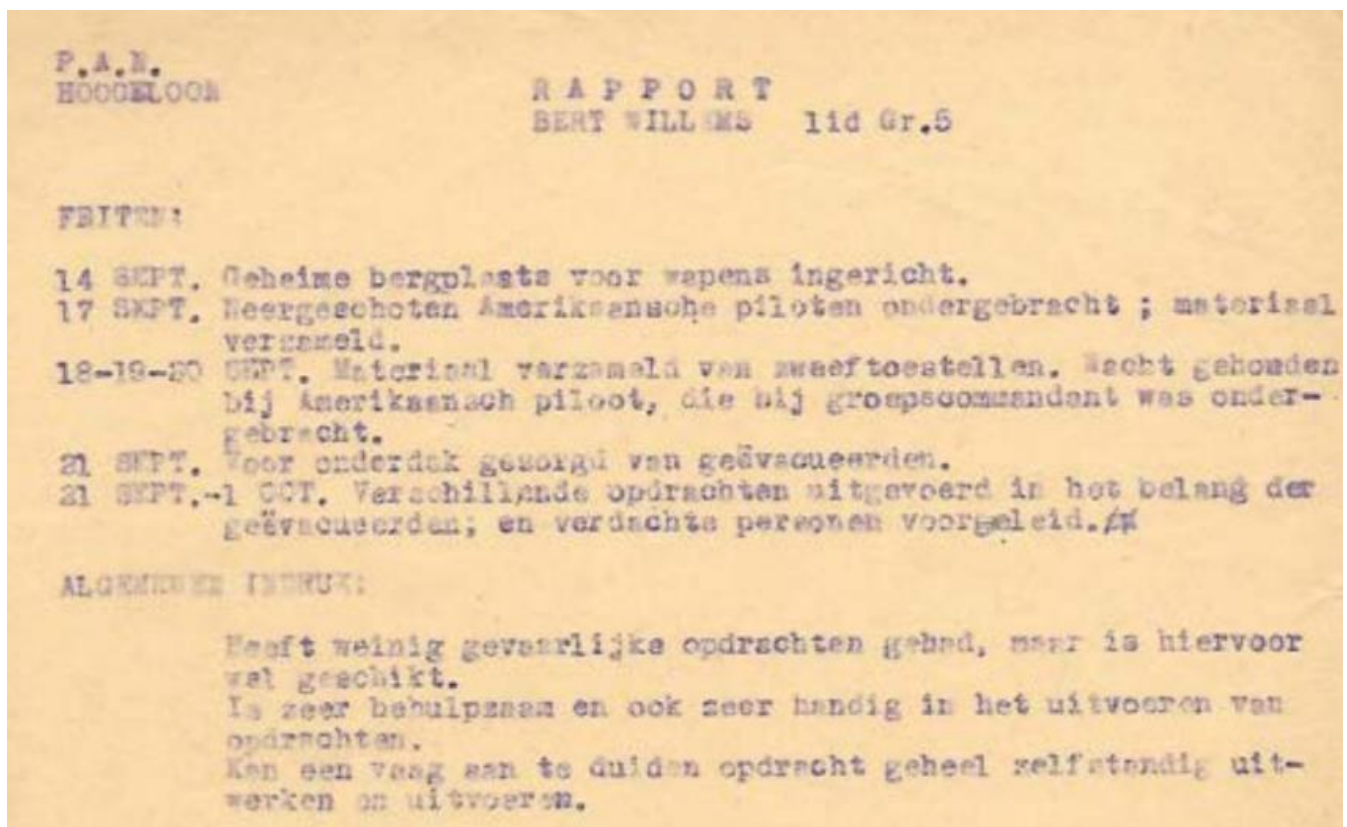 P.A.N.
HOOGELOON
RAPPORT
BERT WILLEMS lid Gr.5
FEITEN:
14 SEPT. Geheime bergplaats voor wapens ingericht.
17 SEPT. Neergeschoten Amerikaansche piloten ondergebracht ; materiaal
verzameld.
18-19-20 SEPT. Materiaal verzameld van zweeftoestellen. Wacht gehouden
bij Amerikaansch piloot, die bij groepscommandant was onder-
gebracht.
21 SEPT. Voor onderdak gezorgd van geëvacueerden.
21 SEPT.-1 OCT. Verschillende opdrachten uitgevoerd in het belang der
geëvacueerden; en verdachte personen voorgeleid.
ALGEMEENE INDRUK:
Heeft weinig gevaarlijke opdrachten gehad, maar is hiervoor
wel geschikt.
Is zeer behulpzaam en ook zeer handig in het uitvoeren van
opdrachten.
Kan een vaag aan te duiden opdracht geheel zelfstandig uit-
werken en uitvoeren.